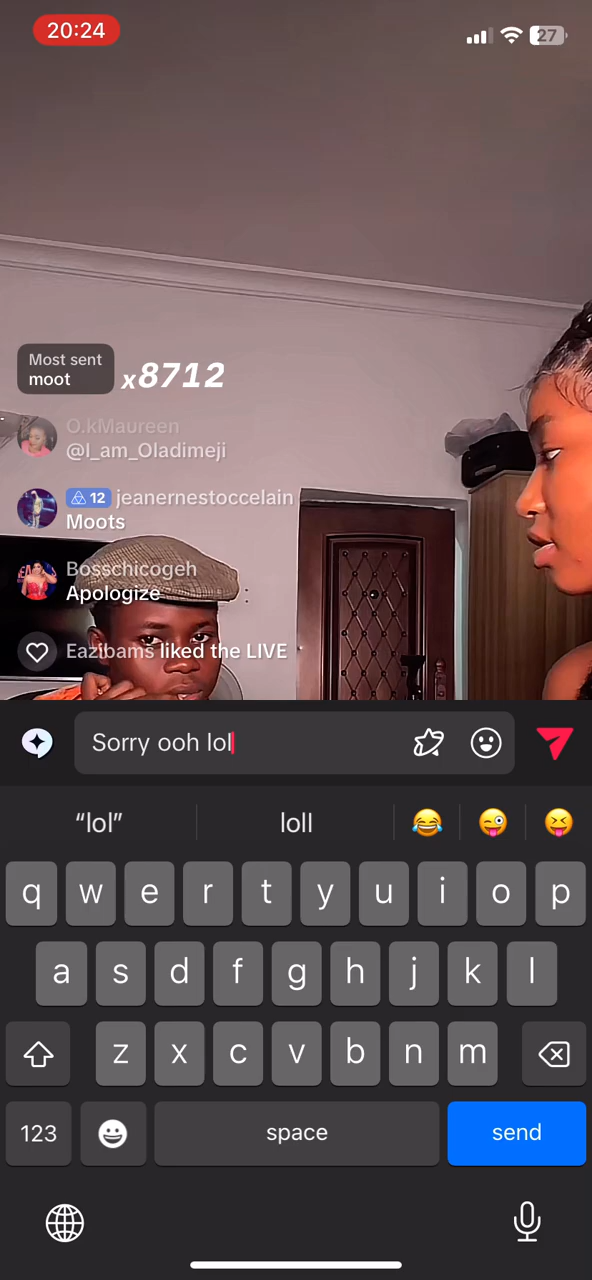 20:24
27
Most sent
moot
x8712
O.kMaureen
@I_am_Oladimeji
12 jeanernestoccelain
Moots
Bosschicogeh
Apologize
Eazibams liked the LIVE
Sorry ooh lol
“lol”
loll
q w e r t y u i o p
a s d f g h j k l
z x c v b n m
123
space
send